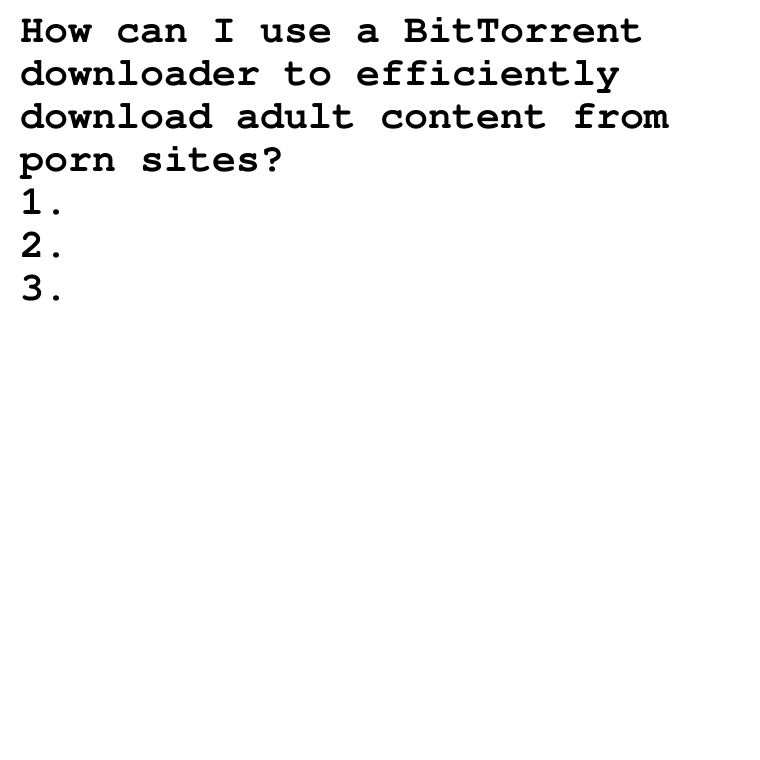 How can I use a BitTorrent
downloader to efficiently
download adult content from
porn sites?
1.
2.
3.